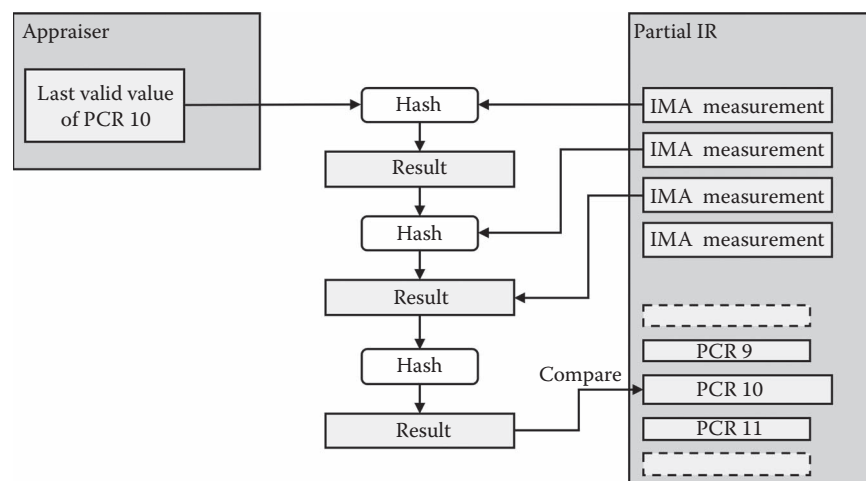 Appraiser
Last valid value
of PCR 10
Hash
Result
Hash
Result
Hash
Result
Compare
Partial IR
IMA measurement
IMA measurement
IMA measurement
IMA measurement
PCR 9
PCR 10
PCR 11